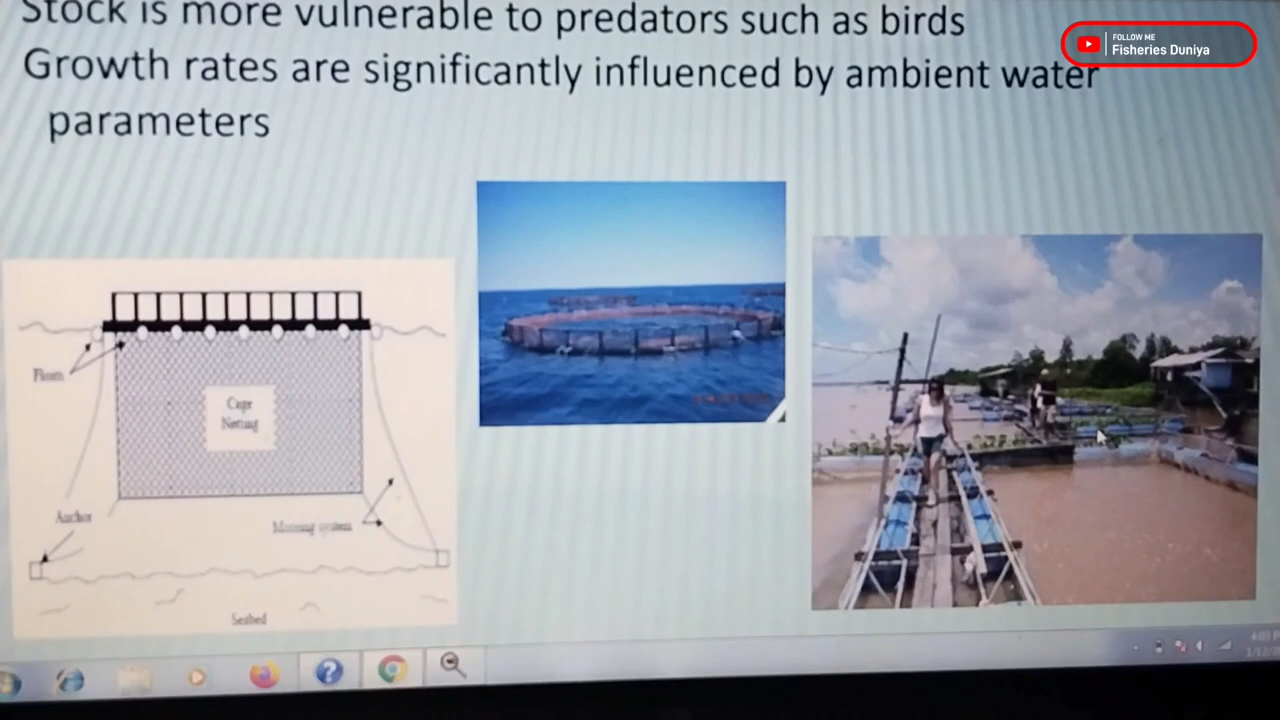 Stock is more vulnerable to predators such as birds
Growth rates are significantly influenced by ambient water
parameters
FOLLOW ME
Fisheries Duniya
Floats
Cage
Netting
Anchor
Mooring system
Seabed